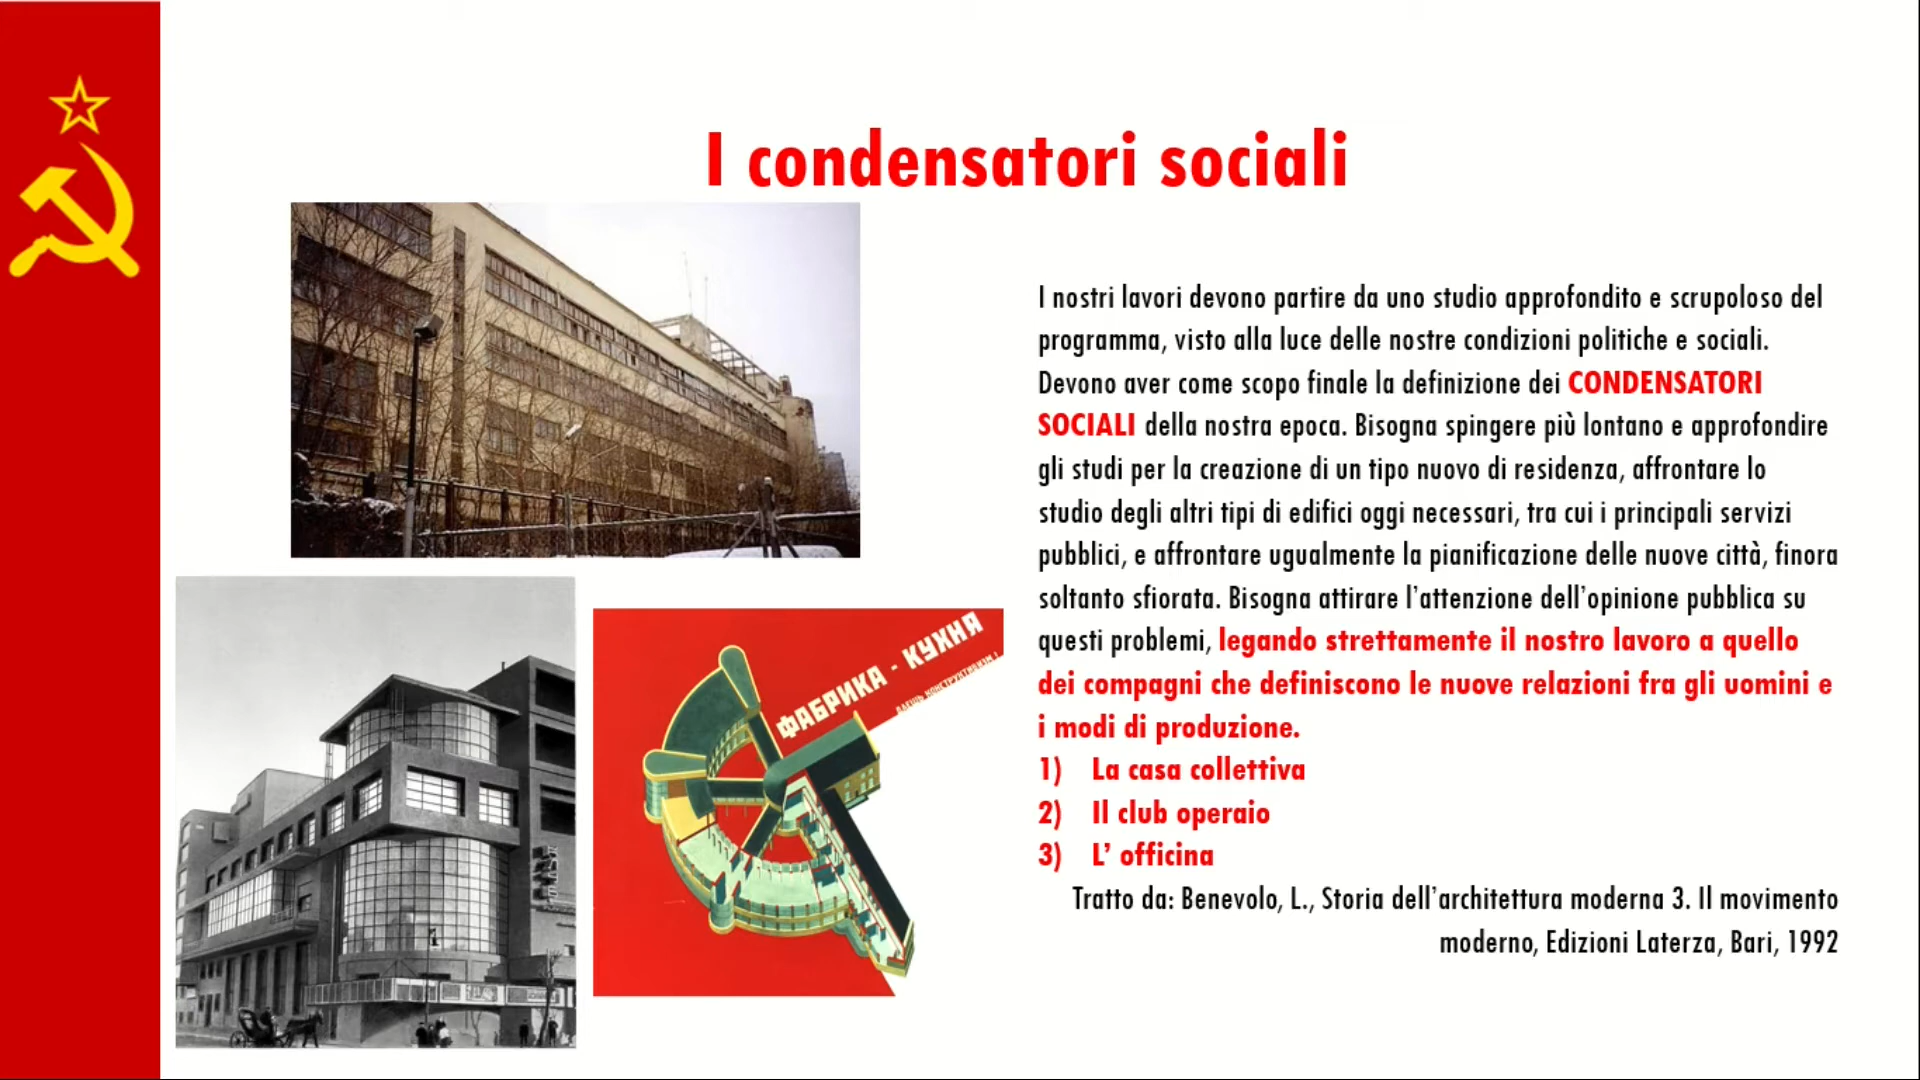 I condensatori sociali
I nostri lavori devono partire da uno studio approfondito e scrupoloso del
programma, visto alla luce delle nostre condizioni politiche e sociali.
Devono aver come scopo finale la definizione dei CONDENSATORI
SOCIALI della nostra epoca. Bisogna spingere più lontano e approfondire
gli studi per la creazione di un tipo nuovo di residenza, affrontare lo
studio degli altri tipi di edifici oggi necessari, tra cui i principali servizi
pubblici, e affrontare ugualmente la pianificazione delle nuove città, finora
soltanto sfiorata. Bisogna attirare l’attenzione dell’opinione pubblica su
questi problemi, legando strettamente il nostro lavoro a quello
dei compagni che definiscono le nuove relazioni fra gli uomini e
i modi di produzione.
1) La casa collettiva
2) Il club operaio
3) L’ officina
Tratto da: Benevolo, L., Storia dell’architettura moderna 3. Il movimento
moderno, Edizioni Laterza, Bari, 1992
ФАБРИКА - КУХНЯ
ДАЕШЬ КОНСТРУКТИВИЗМ!